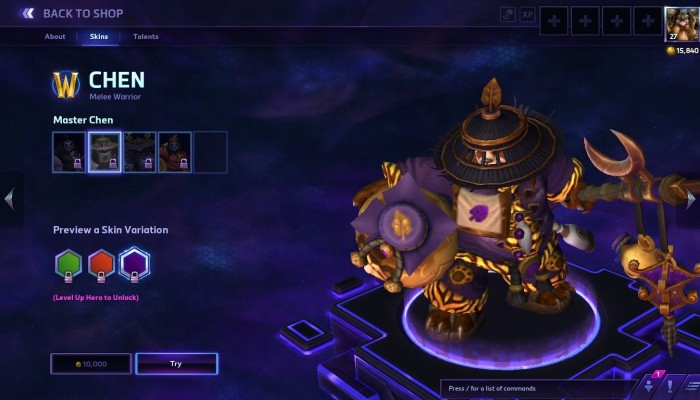 BACK TO SHOP
XP
27
15,840
About
Skins
Talents
W
CHEN
Melee Warrior
Master Chen
Preview a Skin Variation
(Level Up Hero to Unlock)
10,000
Try
Press / for a list of commands
1